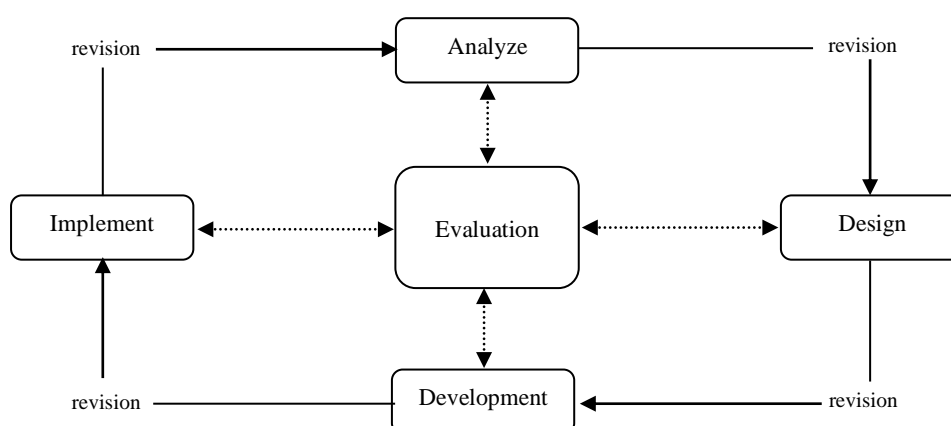 revision
Analyze
revision
Implement
Evaluation
Design
revision
Development
revision